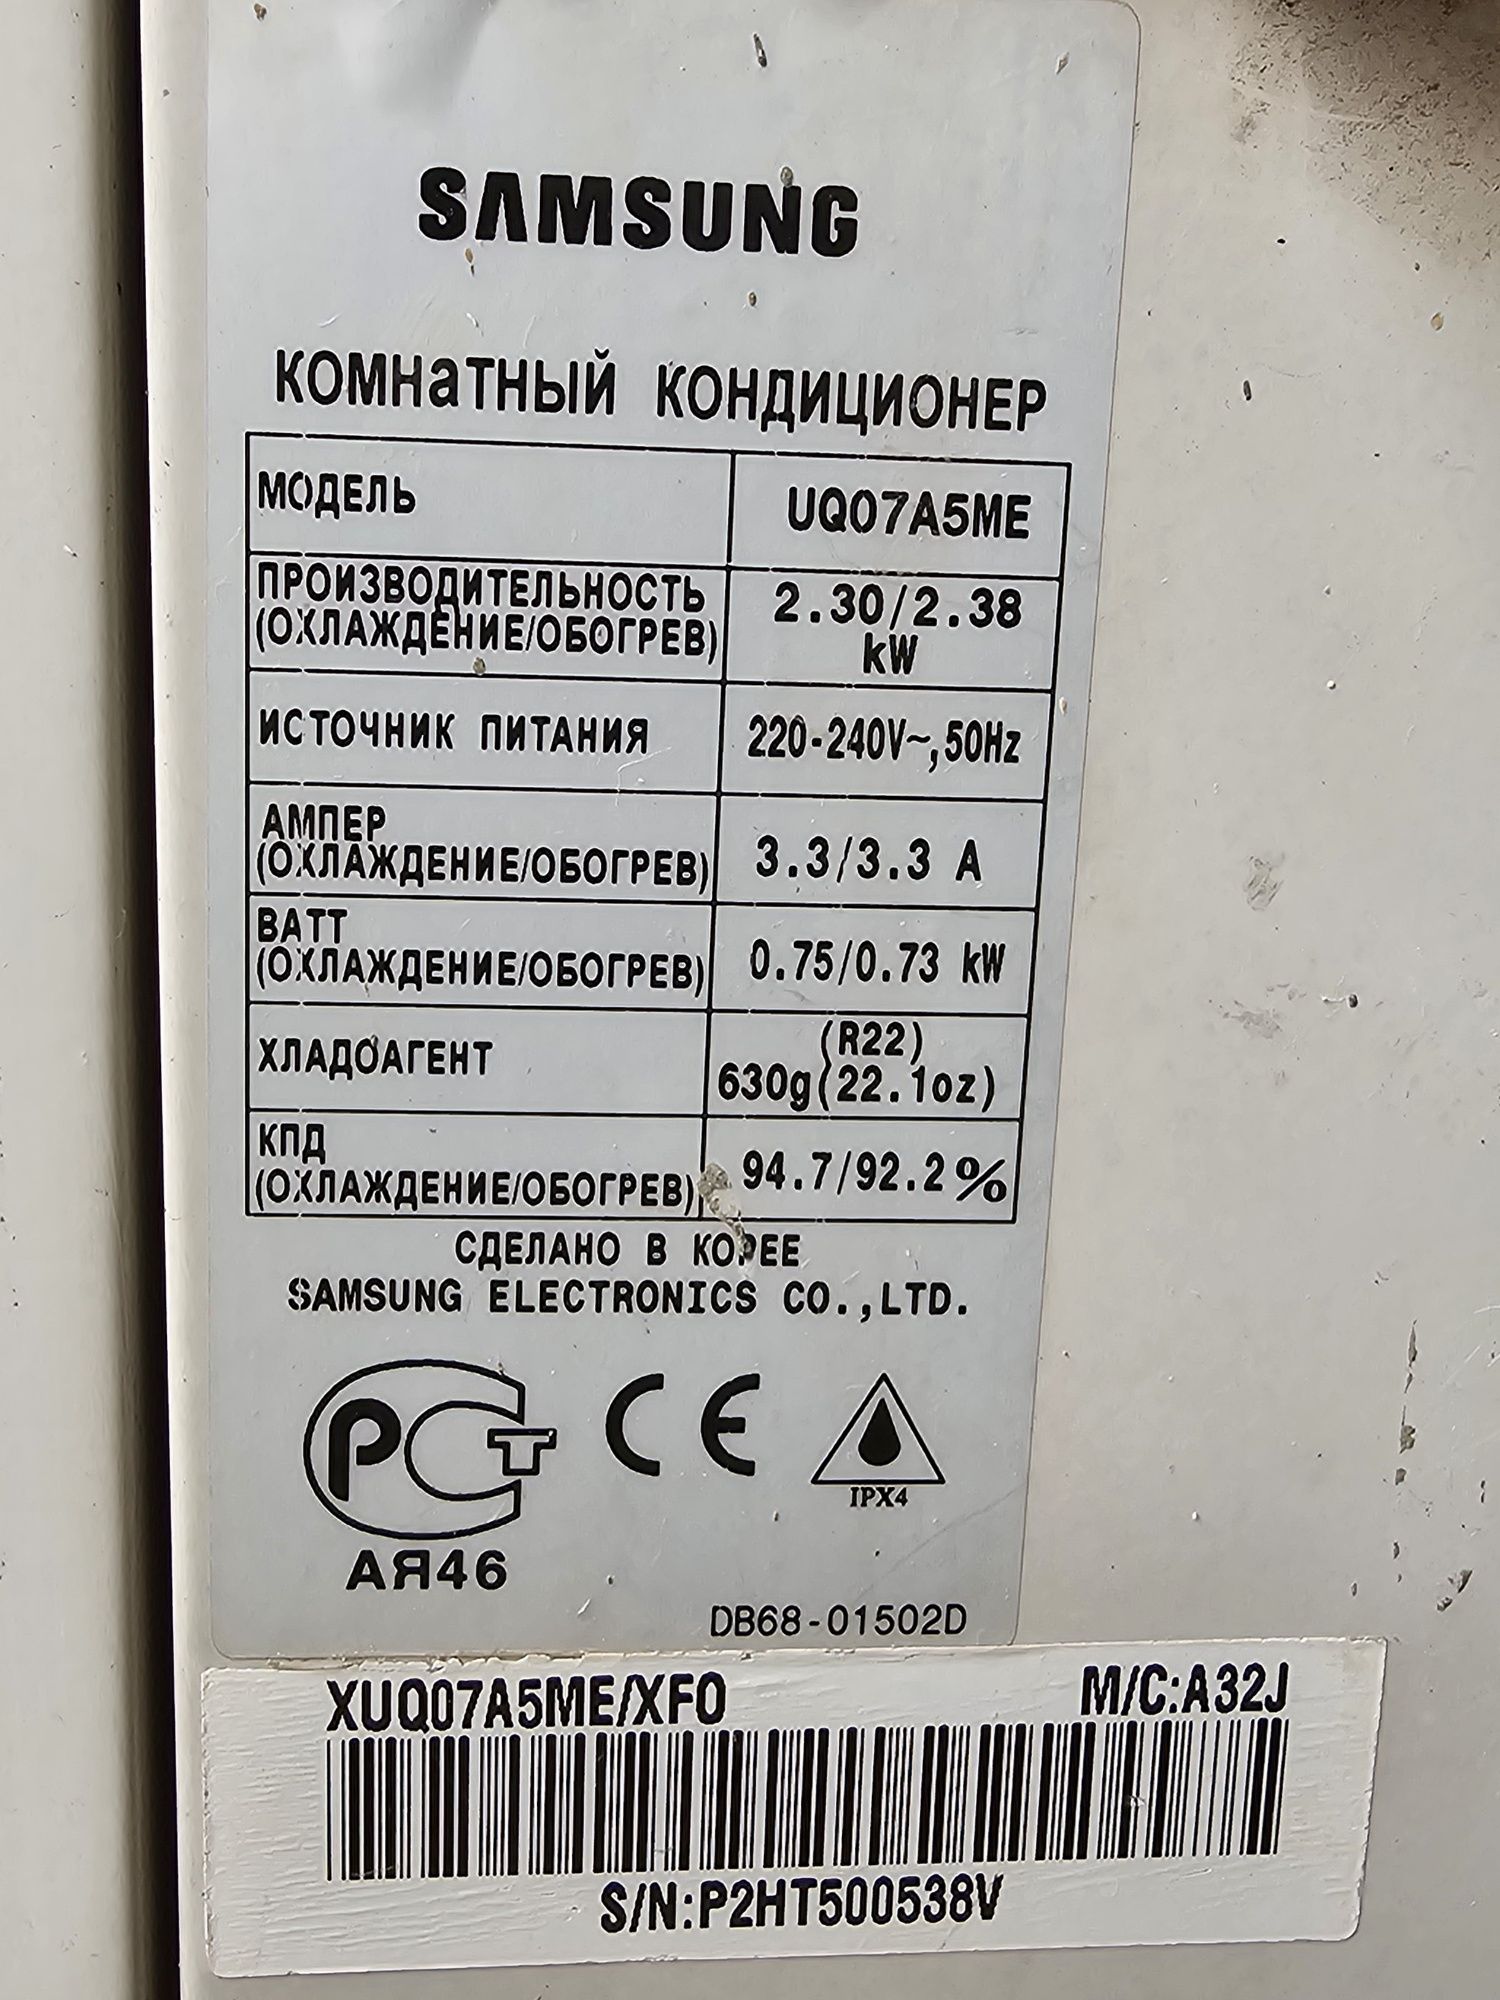 SAMSUNG
КОМНаТНЫЙ КОНДИЦИОНЕР
МОДЕЛЬ UQ07A5ME
ПРОИЗВОДИТЕЛЬНОСТЬ
(ОХЛАЖДЕНИЕ/ОБОГРЕВ) 2.30/2.38
kW
ИСТОЧНИК ПИТАНИЯ 220-240V~,50Hz
АМПЕР
(ОХЛАЖДЕНИЕ/ОБОГРЕВ) 3.3/3.3 A
ВАТТ
(ОХЛАЖДЕНИЕ/ОБОГРЕВ) 0.75/0.73 kW
ХЛАДОАГЕНТ (R22)
630g(22.1oz)
КПД
(ОХЛАЖДЕНИЕ/ОБОГРЕВ) 94.7/92.2%
СДЕЛАНО В КОРЕЕ
SAMSUNG ELECTRONICS CO.,LTD.
РСТ CE
IPX4
АЯ46
DB68-01502D
XUQ07A5ME/XFO M/C:A32J
S/N:P2HT500538V